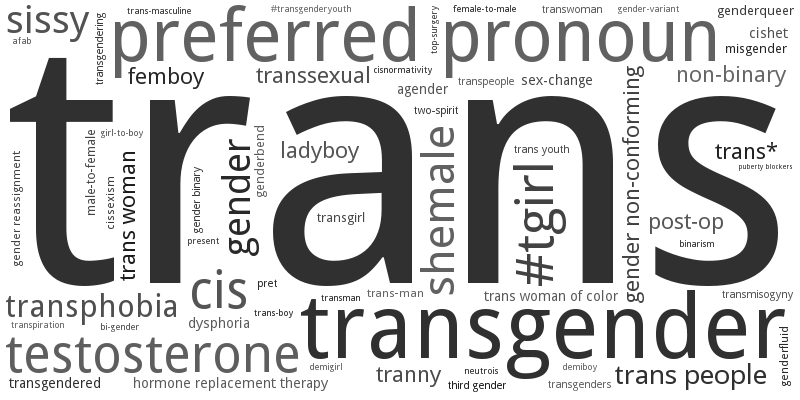 sissy
afab
transgendering
trans-masculine
preferred pronoun
#transgenderyouth
top-surgery
female-to-male
transwoman
gender-variant
genderqueer
cishet
misgender
femboy
transsexual
cisnormativity
agender
transpeople
sex-change
non-binary
two-spirit
trans
girl-to-boy
male-to-female
cissexism
trans woman
gender reassignment
gender binary
present
gender
genderbend
ladyboy
transgirl
shemale
trans youth
#tgirl
gender non-conforming
trans*
puberty blockers
post-op
binarism
transphobia
transpiration
bi-gender
cis
pret
dysphoria
trans-boy
transman
trans-man
trans woman of color
transmisogyny
transgender
testosterone
transgendered
hormone replacement therapy
demigirl
tranny
neutrois
third gender
demiboy
transgenders
trans people
genderfluid